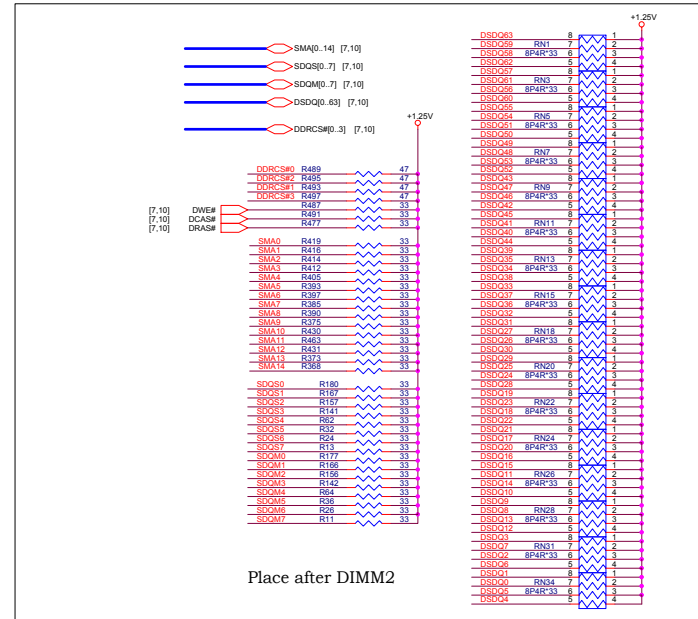 SMA[0..14] [7,10]
SDQS[0..7] [7,10]
SDQM[0..7] [7,10]
DSDQ[0..63] [7,10]
DDRCS#[0..3] [7,10]
+1.25V
DDRCS#0 R489 47
DDRCS#2 R495 47
DDRCS#1 R493 47
DDRCS#3 R497 47
R487 33
[7,10] DWE#
R491 33
[7,10] DCAS#
R477 33
[7,10] DRAS#
SMA0 R419 33
SMA1 R416 33
SMA2 R414 33
SMA3 R412 33
SMA4 R405 33
SMA5 R393 33
SMA6 R397 33
SMA7 R385 33
SMA8 R390 33
SMA9 R375 33
SMA10 R430 33
SMA11 R463 33
SMA12 R431 33
SMA13 R373 33
SMA14 R368 33
SDQS0 R180 33
SDQS1 R167 33
SDQS2 R157 33
SDQS3 R141 33
SDQS4 R62 33
SDQS5 R32 33
SDQS6 R24 33
SDQS7 R13 33
SDQM0 R177 33
SDQM1 R166 33
SDQM2 R156 33
SDQM3 R142 33
SDQM4 R64 33
SDQM5 R36 33
SDQM6 R26 33
SDQM7 R11 33
Place after DIMM2
+1.25V
DSDQ63 8 1
DSDQ59 RN1 7 2
DSDQ58 8P4R*33 6 3
DSDQ62 5 4
DSDQ57 8 1
DSDQ61 RN3 7 2
DSDQ56 8P4R*33 6 3
DSDQ60 5 4
DSDQ55 8 1
DSDQ54 RN5 7 2
DSDQ51 8P4R*33 6 3
DSDQ50 5 4
DSDQ49 8 1
DSDQ48 RN7 7 2
DSDQ53 8P4R*33 6 3
DSDQ52 5 4
DSDQ43 8 1
DSDQ47 RN9 7 2
DSDQ46 8P4R*33 6 3
DSDQ42 5 4
DSDQ45 8 1
DSDQ41 RN11 7 2
DSDQ40 8P4R*33 6 3
DSDQ44 5 4
DSDQ39 8 1
DSDQ35 RN13 7 2
DSDQ34 8P4R*33 6 3
DSDQ38 5 4
DSDQ33 8 1
DSDQ37 RN15 7 2
DSDQ36 8P4R*33 6 3
DSDQ32 5 4
DSDQ31 8 1
DSDQ27 RN18 7 2
DSDQ26 8P4R*33 6 3
DSDQ30 5 4
DSDQ29 8 1
DSDQ25 RN20 7 2
DSDQ24 8P4R*33 6 3
DSDQ28 5 4
DSDQ19 8 1
DSDQ23 RN22 7 2
DSDQ18 8P4R*33 6 3
DSDQ22 5 4
DSDQ21 8 1
DSDQ17 RN24 7 2
DSDQ20 8P4R*33 6 3
DSDQ16 5 4
DSDQ15 8 1
DSDQ11 RN26 7 2
DSDQ14 8P4R*33 6 3
DSDQ10 5 4
DSDQ9 8 1
DSDQ8 RN28 7 2
DSDQ13 8P4R*33 6 3
DSDQ12 5 4
DSDQ3 8 1
DSDQ7 RN31 7 2
DSDQ2 8P4R*33 6 3
DSDQ6 5 4
DSDQ1 8 1
DSDQ0 RN34 7 2
DSDQ5 8P4R*33 6 3
DSDQ4 5 4